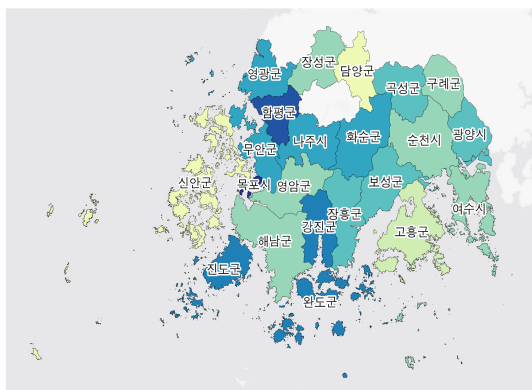 장성군
담양군
영광군
곡성군
구례군
함평군
나주시
화순군
순천시
광양시
무안군
신안군
목포시
영암군
보성군
여수시
강진군
장흥군
고흥군
해남군
진도군
완도군